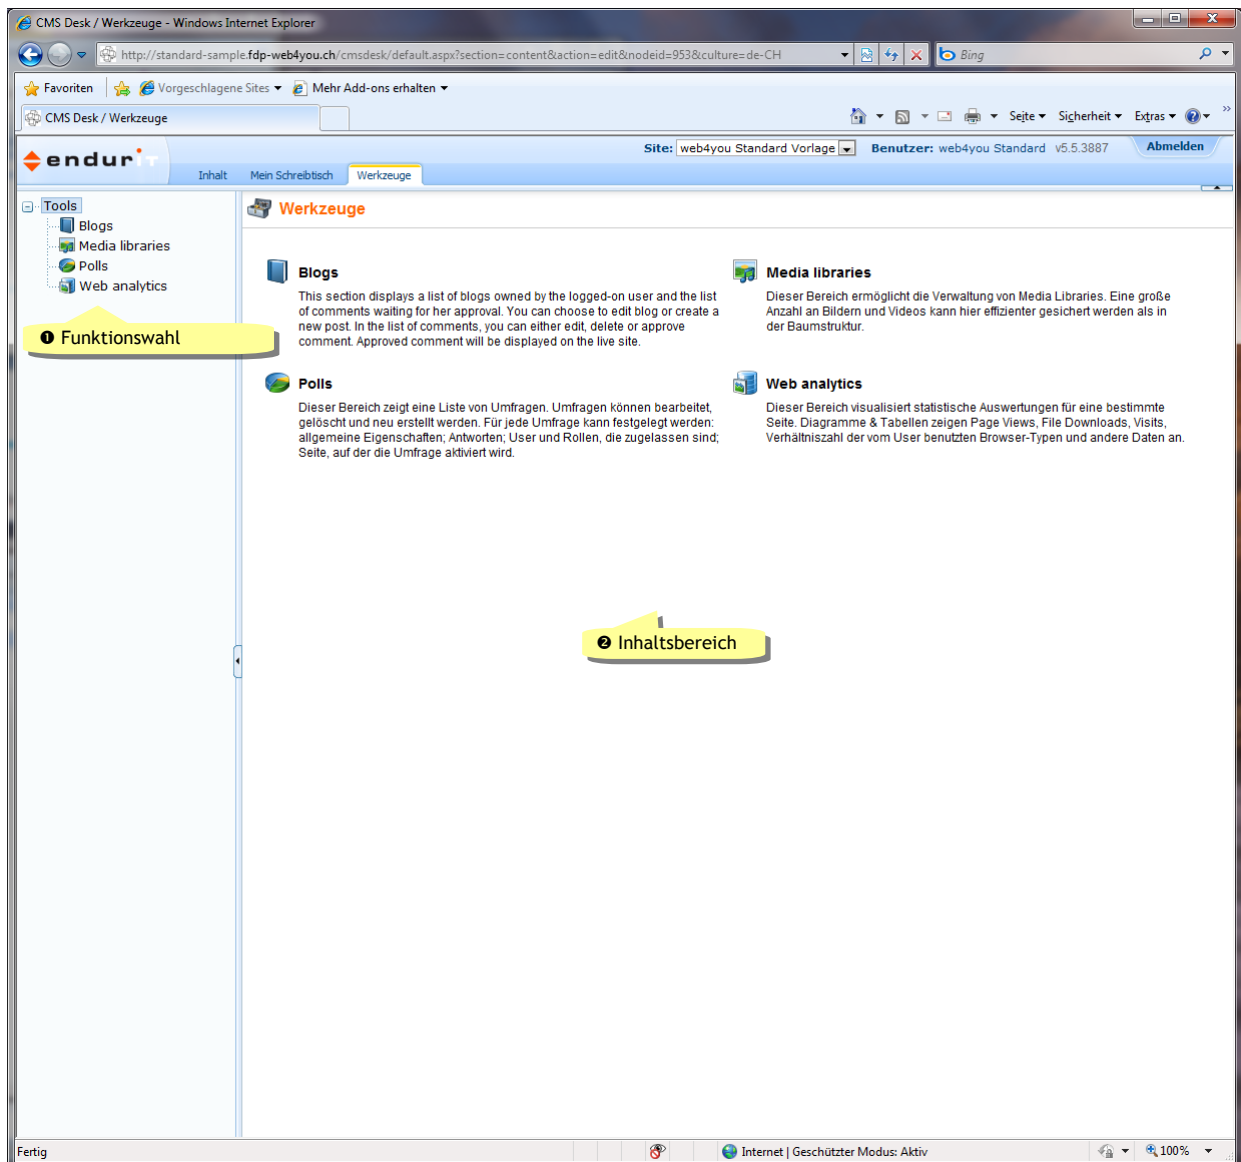 CMS Desk / Werkzeuge - Windows Internet Explorer
http://standard-sample.fdp-web4you.ch/cmsdesk/default.aspx?section=content&action=edit&nodeid=953&culture=de-CH
Bing
Favoriten Vorgeschlagene Sites Mehr Add-ons erhalten
CMS Desk / Werkzeuge
Seite Sicherheit Extras
endurit
Site: web4you Standard Vorlage Benutzer: web4you Standard v5.5.3887 Abmelden
Inhalt Mein Schreibtisch Werkzeuge
Tools
Blogs
Media libraries
Polls
Web analytics
❶ Funktionswahl
Werkzeuge
Blogs
This section displays a list of blogs owned by the logged-on user and the list
of comments waiting for her approval. You can choose to edit blog or create a
new post. In the list of comments, you can either edit, delete or approve
comment. Approved comment will be displayed on the live site.
Media libraries
Dieser Bereich ermöglicht die Verwaltung von Media Libraries. Eine große
Anzahl an Bildern und Videos kann hier effizienter gesichert werden als in
der Baumstruktur.
Polls
Dieser Bereich zeigt eine Liste von Umfragen. Umfragen können bearbeitet,
gelöscht und neu erstellt werden. Für jede Umfrage kann festgelegt werden:
allgemeine Eigenschaften; Antworten; User und Rollen, die zugelassen sind;
Seite, auf der die Umfrage aktiviert wird.
Web analytics
Dieser Bereich visualisiert statistische Auswertungen für eine bestimmte
Seite. Diagramme & Tabellen zeigen Page Views, File Downloads, Visits,
Verhältniszahl der vom User benutzten Browser-Typen und andere Daten an.
❷ Inhaltsbereich
Fertig
Internet | Geschützter Modus: Aktiv
100%